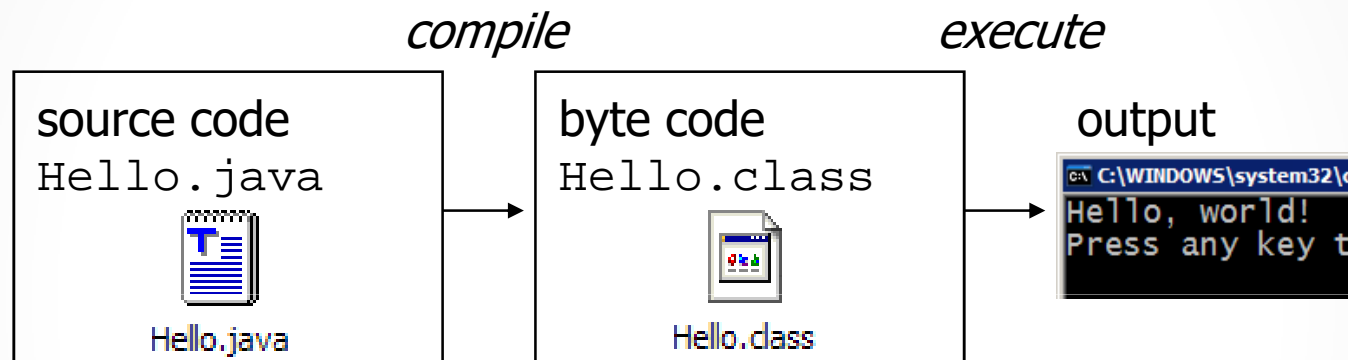 compile execute
source code
Hello.java
Hello.java
byte code
Hello.class
Hello.class
output
C:\WINDOWS\system32\
Hello, world!
Press any key